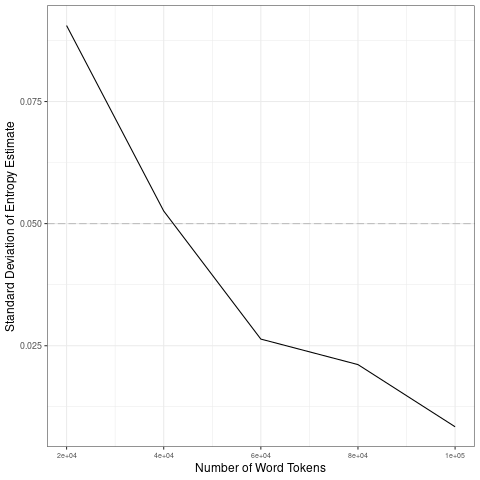 Standard Deviation of Entropy Estimate
0.075
0.050
0.025
2e+04 4e+04 6e+04 8e+04 1e+05
Number of Word Tokens